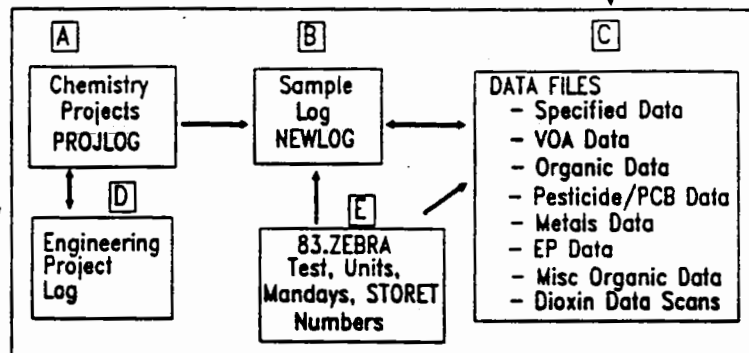 A
Chemistry
Projects
PROJLOG
B
Sample
Log
NEWLOG
C
DATA FILES
- Specified Data
- VOA Data
- Organic Data
- Pesticide/PCB Data
- Metals Data
- EP Data
- Misc Organic Data
- Dioxin Data Scans
D
Engineering
Project
Log
E
83.ZEBRA
Test, Units,
Mandays, STORET
Numbers